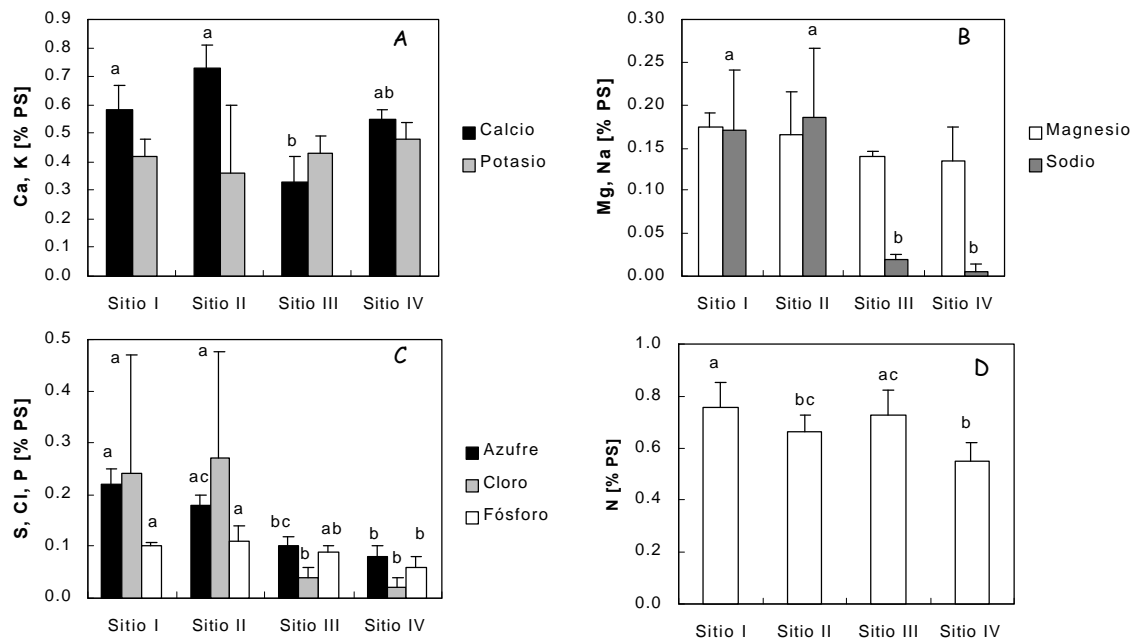 A
Ca, K [% PS]
0.9
0.8
0.7
0.6
0.5
0.4
0.3
0.2
0.1
0.0
a
a
b
ab
Sitio I
Sitio II
Sitio III
Sitio IV
Calcio
Potasio
B
Mg, Na [% PS]
0.30
0.25
0.20
0.15
0.10
0.05
0.00
a
a
b
b
Sitio I
Sitio II
Sitio III
Sitio IV
Magnesio
Sodio
C
S, Cl, P [% PS]
0.5
0.4
0.3
0.2
0.1
0.0
a
a
a
a
ac
a
bc
b
ab
b
b
b
Sitio I
Sitio II
Sitio III
Sitio IV
Azufre
Cloro
Fósforo
D
N [% PS]
1.0
0.8
0.6
0.4
0.2
0.0
a
bc
ac
b
Sitio I
Sitio II
Sitio III
Sitio IV